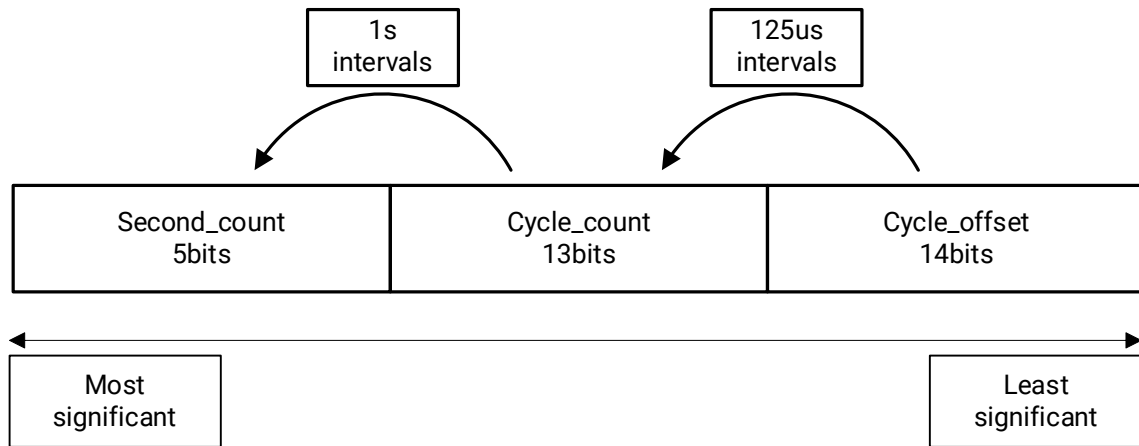 1s
intervals
125us
intervals
Second_count
5bits
Cycle_count
13bits
Cycle_offset
14bits
Most
significant
Least
significant